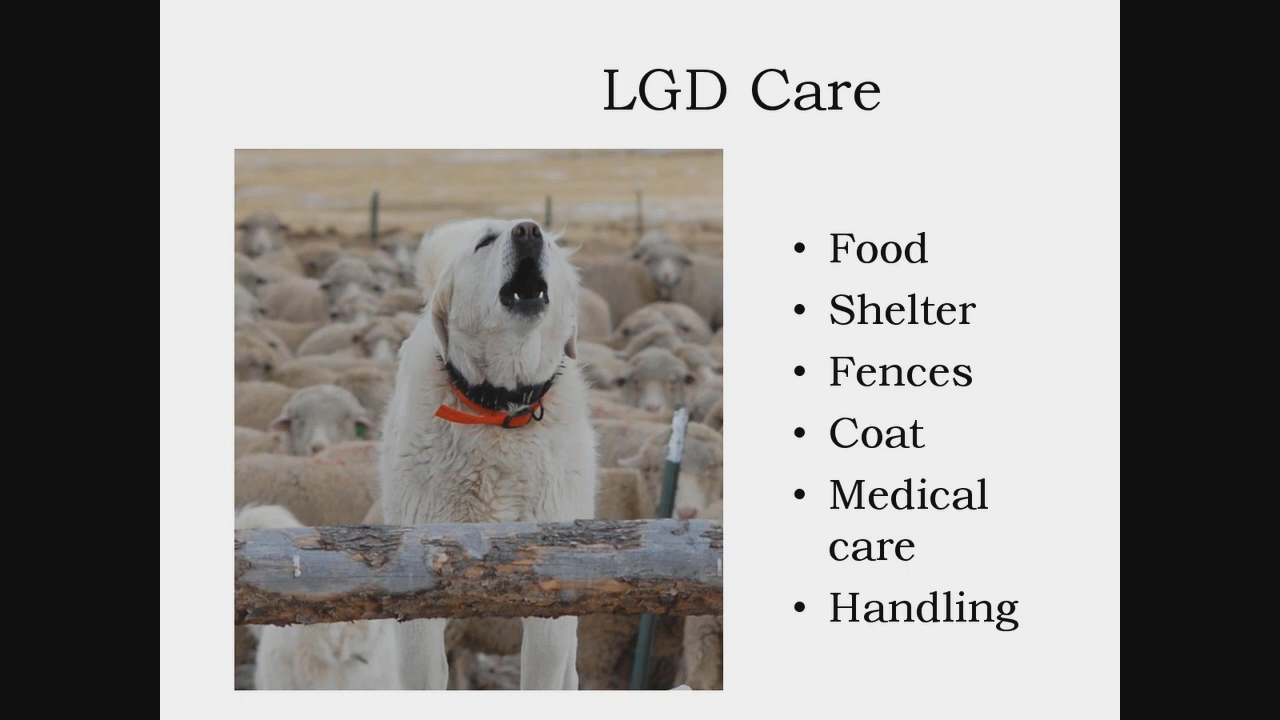 LGD Care
• Food
• Shelter
• Fences
• Coat
• Medical
care
• Handling